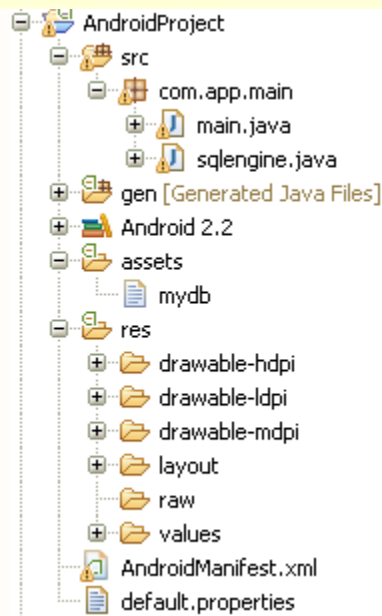 AndroidProject
src
com.app.main
main.java
sqlengine.java
gen [Generated Java Files]
Android 2.2
assets
mydb
res
drawable-hdpi
drawable-ldpi
drawable-mdpi
layout
raw
values
AndroidManifest.xml
default.properties